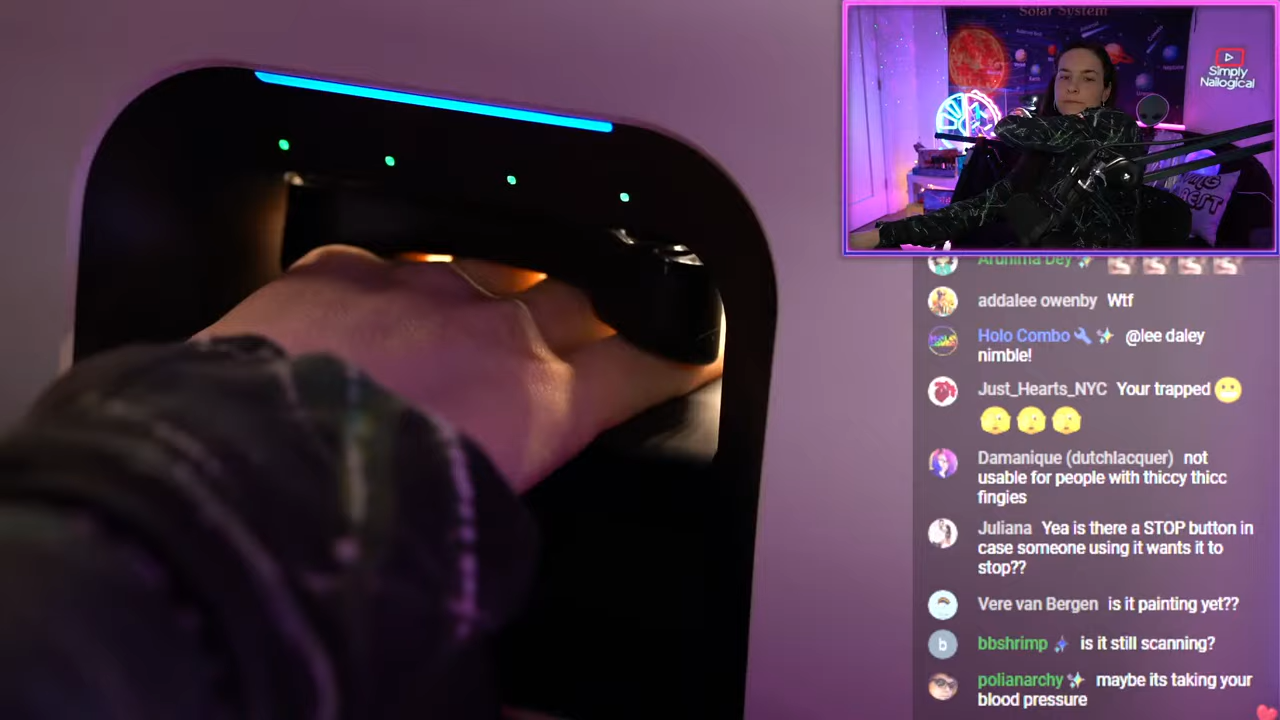 Solar System
Simply
Nailogical
Arunima Dey
addalee owenby Wtf
Holo Combo @lee daley
nimble!
Just_Hearts_NYC Your trapped
Damanique (dutchlacquer) not
usable for people with thiccy thicc
fingies
Juliana Yea is there a STOP button in
case someone using it wants it to
stop??
Vere van Bergen is it painting yet??
b
bbshrimp is it still scanning?
polianarchy maybe its taking your
blood pressure